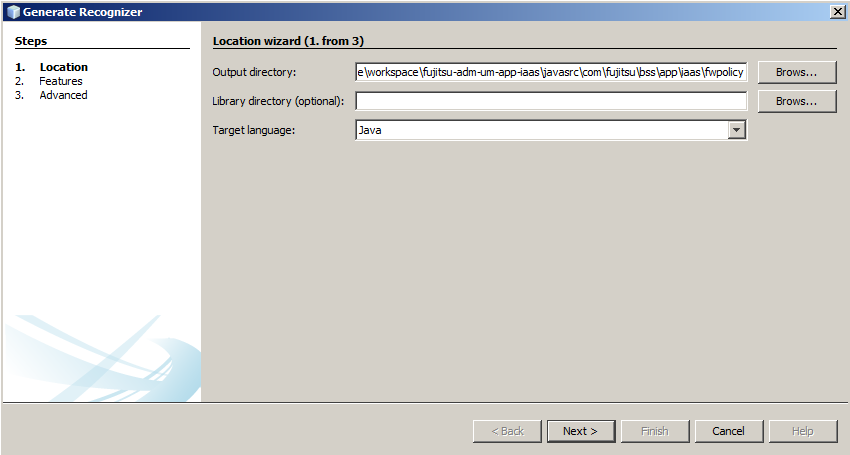 Generate Recognizer
Steps
1. Location
2. Features
3. Advanced
Location wizard (1. from 3)
Output directory: e\workspace\fujitsu-adm-um-app-iaas\javasrc\com\fujitsu\bss\app\iaas\fwpolicy Brows...
Library directory (optional): Brows...
Target language: Java
< Back Next > Finish Cancel Help